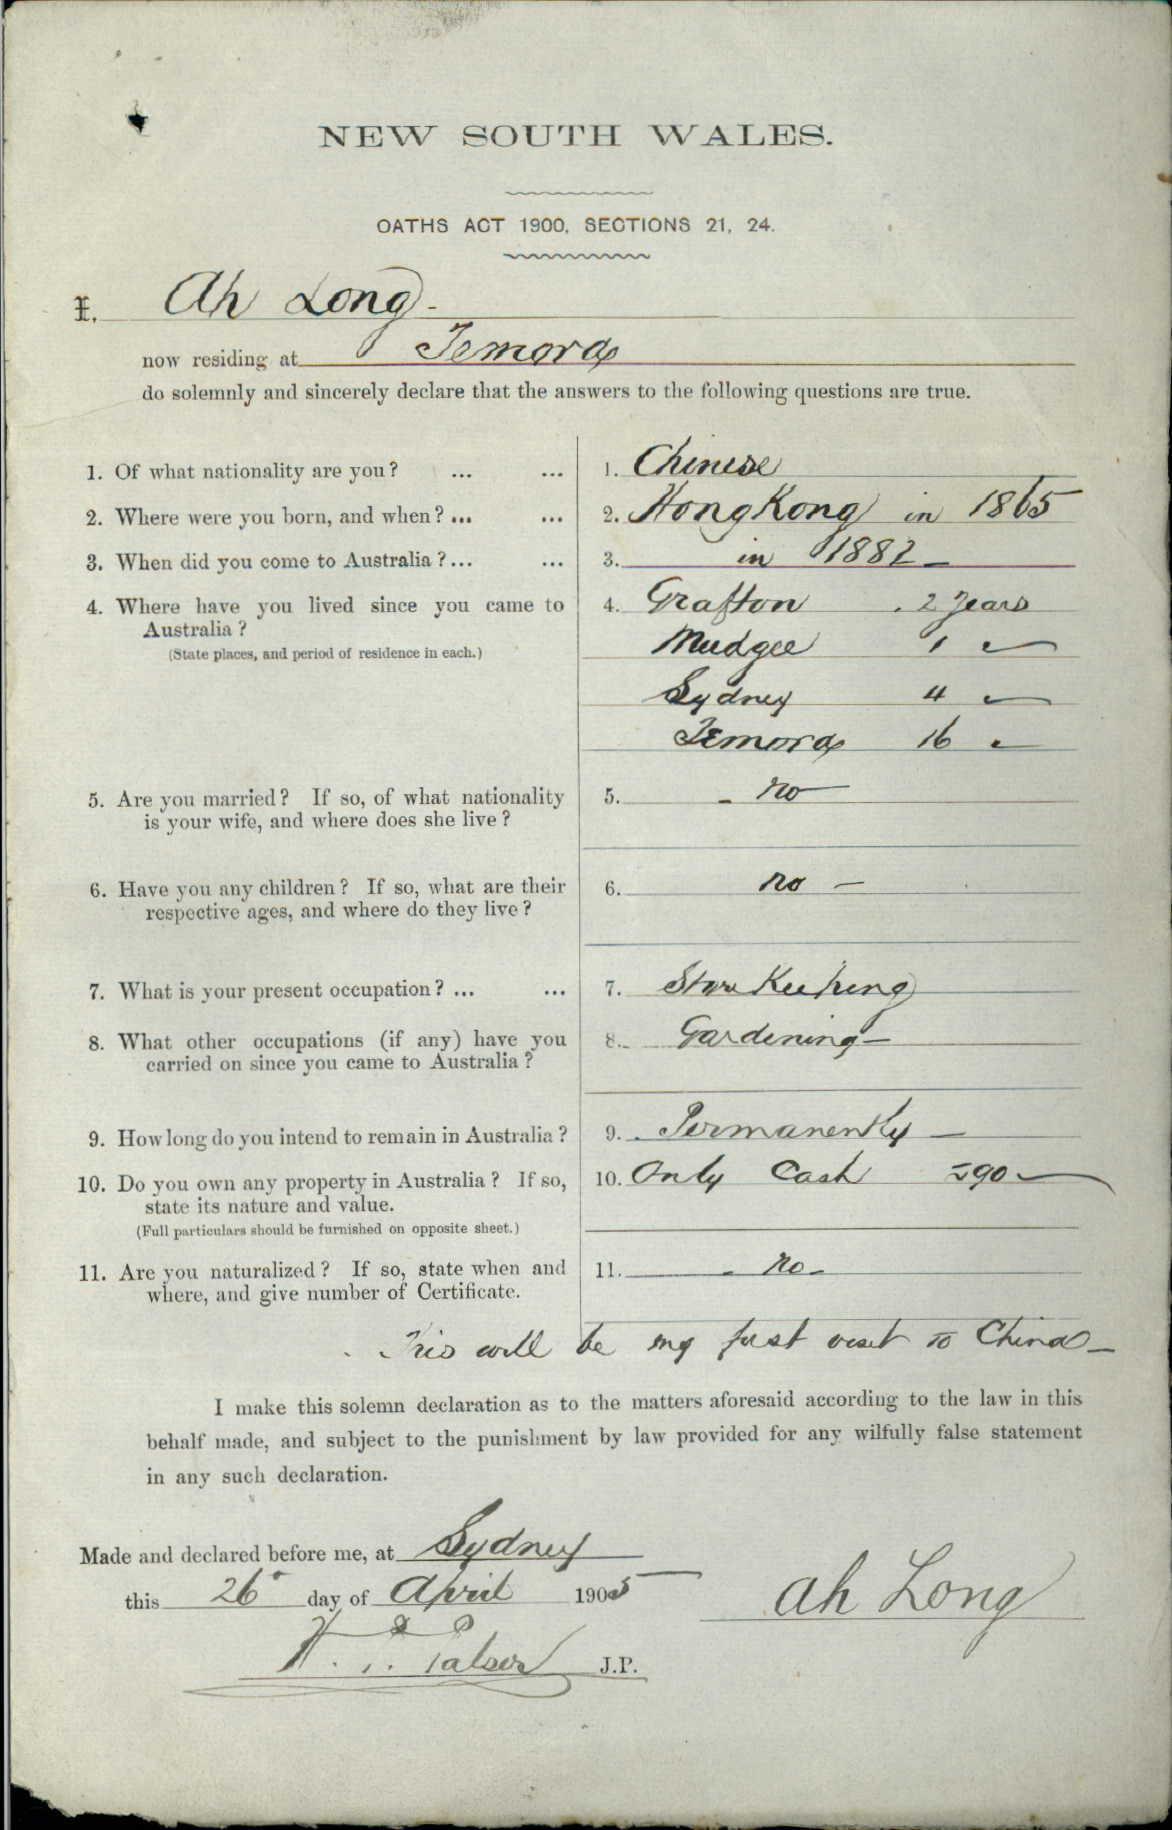 NEW SOUTH WALES.
OATHS ACT 1900, SECTIONS 21, 24.
I, Ah Long -
now residing at Temora
do solemnly and sincerely declare that the answers to the following questions are true.
1. Of what nationality are you? ... ... 1. Chinese
2. Where were you born, and when? ... ... 2. Hong Kong in 1865
3. When did you come to Australia? ... ... 3. in 1882 -
4. Where have you lived since you came to 4. Grafton . 2 years
Australia?
(State places, and period of residence in each.) Mudgee 1 "
Sydney 4 "
Temora 16 "
5. Are you married? If so, of what nationality 5. - no -
is your wife, and where does she live?
6. Have you any children? If so, what are their 6. no -
respective ages, and where do they live?
7. What is your present occupation? ... ... 7. Store Keeping
8. What other occupations (if any) have you 8. Gardening -
carried on since you came to Australia?
9. How long do you intend to remain in Australia? 9. Permanently -
10. Do you own any property in Australia? If so, 10. Only Cash £90 -
state its nature and value.
(Full particulars should be furnished on opposite sheet.)
11. Are you naturalized? If so, state when and 11. - no -
where, and give number of Certificate.
This will be my first visit to China -
I make this solemn declaration as to the matters aforesaid according to the law in this
behalf made, and subject to the punishment by law provided for any wilfully false statement
in any such declaration.
Made and declared before me, at Sydney
this 26 day of April 1905
Ah Long
J.P.